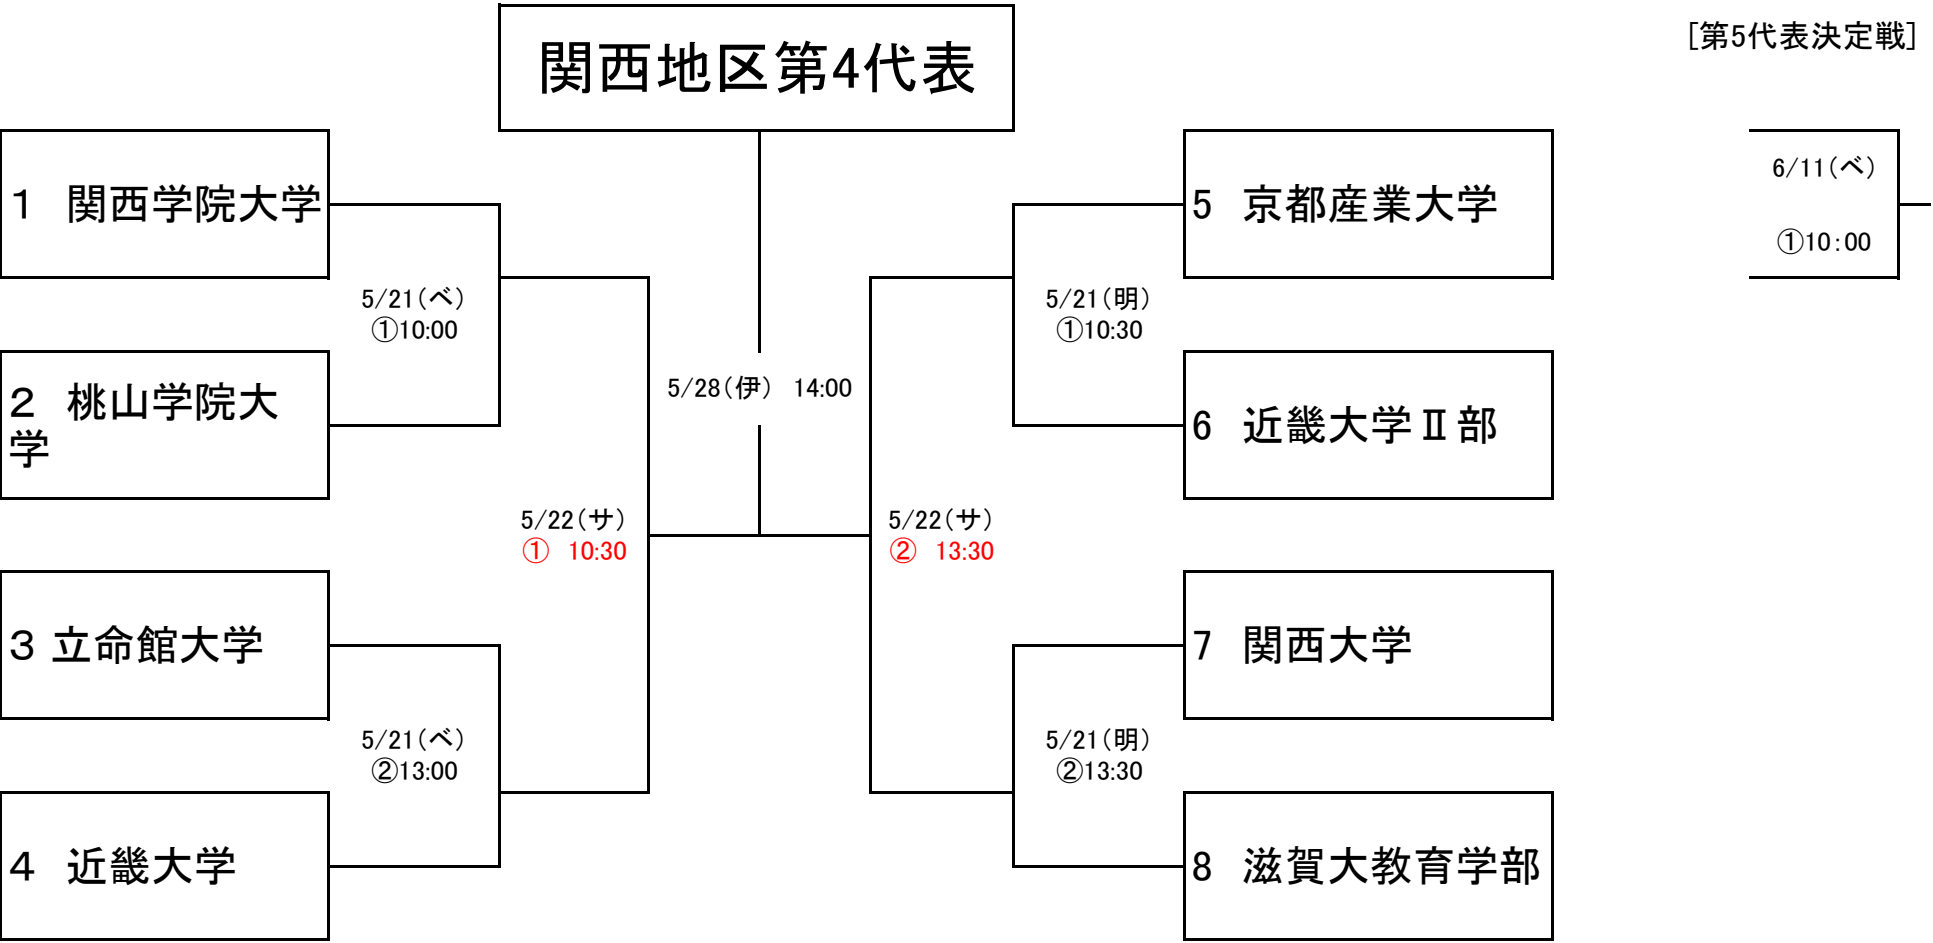 関西地区第4代表
[第5代表決定戦]
1　関西学院大学
5/21(ベ)
①10:00
2　桃山学院大
学
3 立命館大学
5/21(ベ)
②13:00
4　近畿大学
5/22(サ)
①　10:30
5/28(伊)　14:00
5/22(サ)
②　13:30
5　京都産業大学
5/21(明)
①10:30
6　近畿大学Ⅱ部
7　関西大学
5/21(明)
②13:30
8　滋賀大教育学部
6/11(ベ)
①10:00